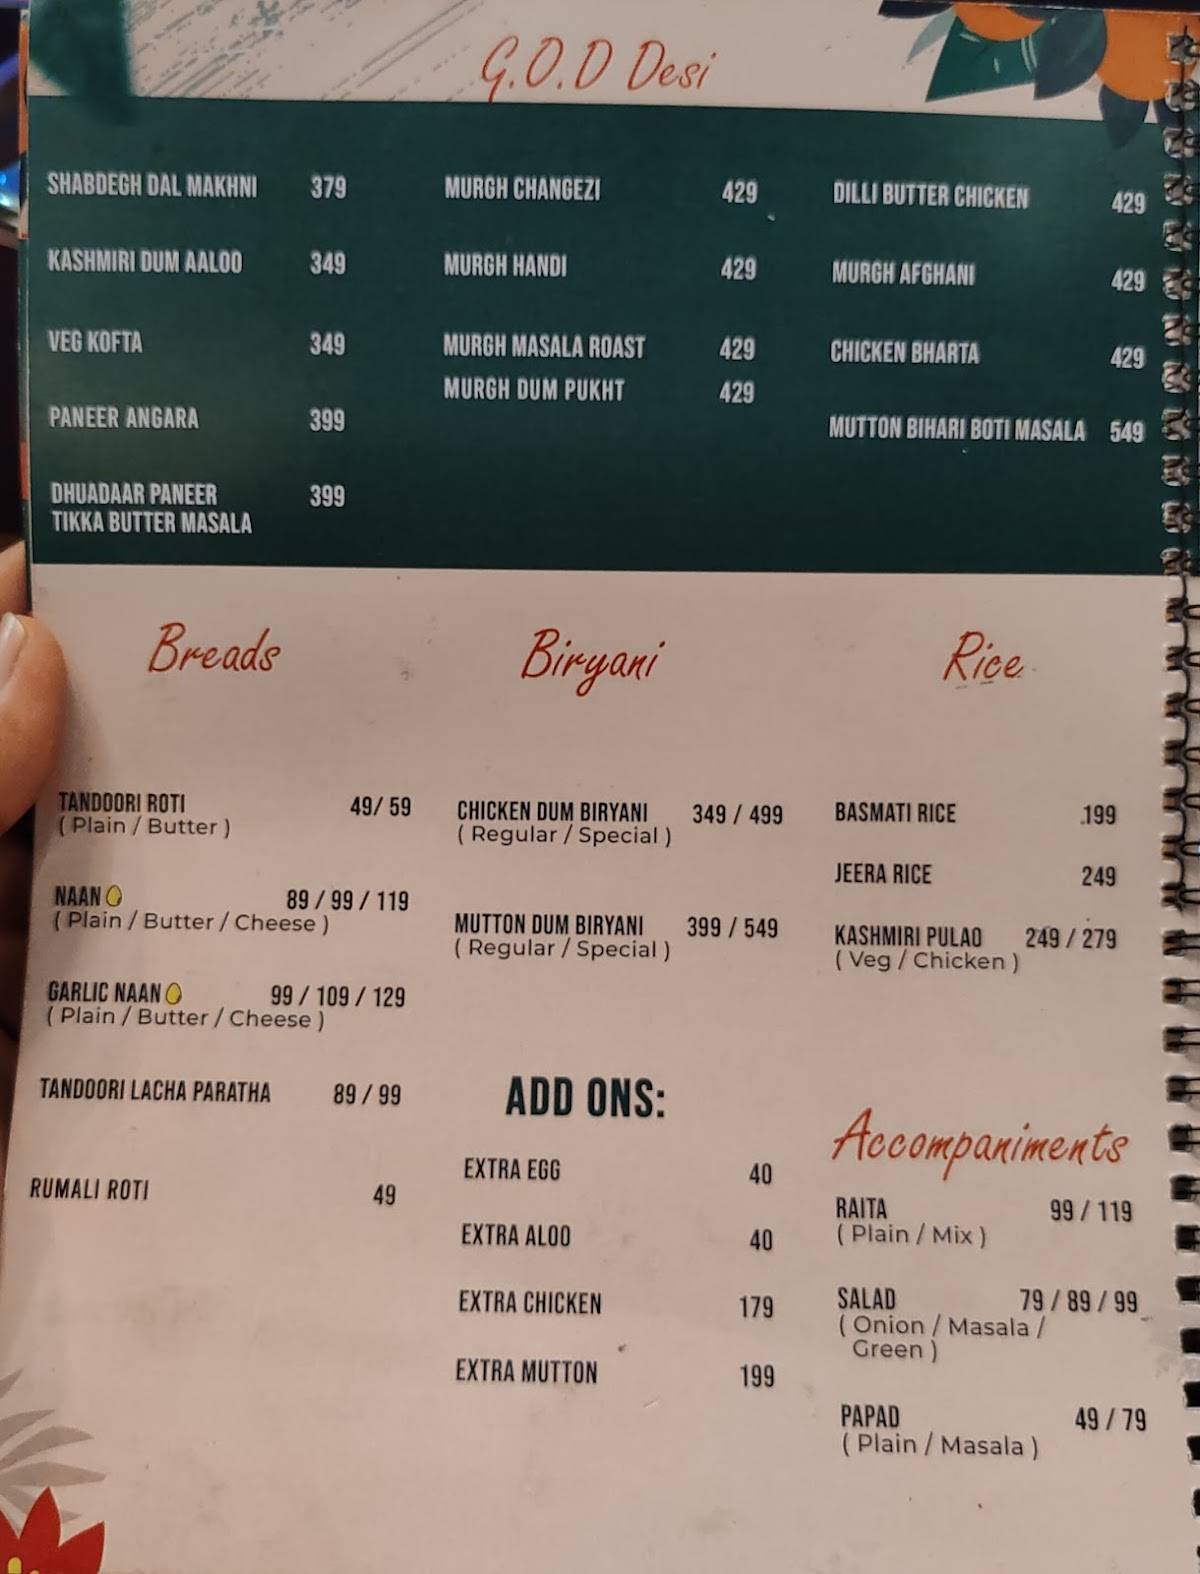 G.O.D Desi
SHABDEGH DAL MAKHNI 379
KASHMIRI DUM AALOO 349
VEG KOFTA 349
PANEER ANGARA 399
DHUADAAR PANEER 399
TIKKA BUTTER MASALA
MURGH CHANGEZI 429
MURGH HANDI 429
MURGH MASALA ROAST 429
MURGH DUM PUKHT 429
DILLI BUTTER CHICKEN 429
MURGH AFGHANI 429
CHICKEN BHARTA 429
MUTTON BIHARI BOTI MASALA 549
Breads
TANDOORI ROTI 49/ 59
( Plain / Butter )
NAAN 89 / 99 / 119
( Plain / Butter / Cheese )
GARLIC NAAN 99 / 109 / 129
( Plain / Butter / Cheese )
TANDOORI LACHA PARATHA 89 / 99
RUMALI ROTI 49
Biryani
CHICKEN DUM BIRYANI 349 / 499
( Regular / Special )
MUTTON DUM BIRYANI 399 / 549
( Regular / Special )
ADD ONS:
EXTRA EGG 40
EXTRA ALOO 40
EXTRA CHICKEN 179
EXTRA MUTTON 199
Rice
BASMATI RICE 199
JEERA RICE 249
KASHMIRI PULAO 249 / 279
( Veg / Chicken )
Accompaniments
RAITA 99 / 119
( Plain / Mix )
SALAD 79 / 89 / 99
( Onion / Masala /
Green )
PAPAD 49 / 79
( Plain / Masala )